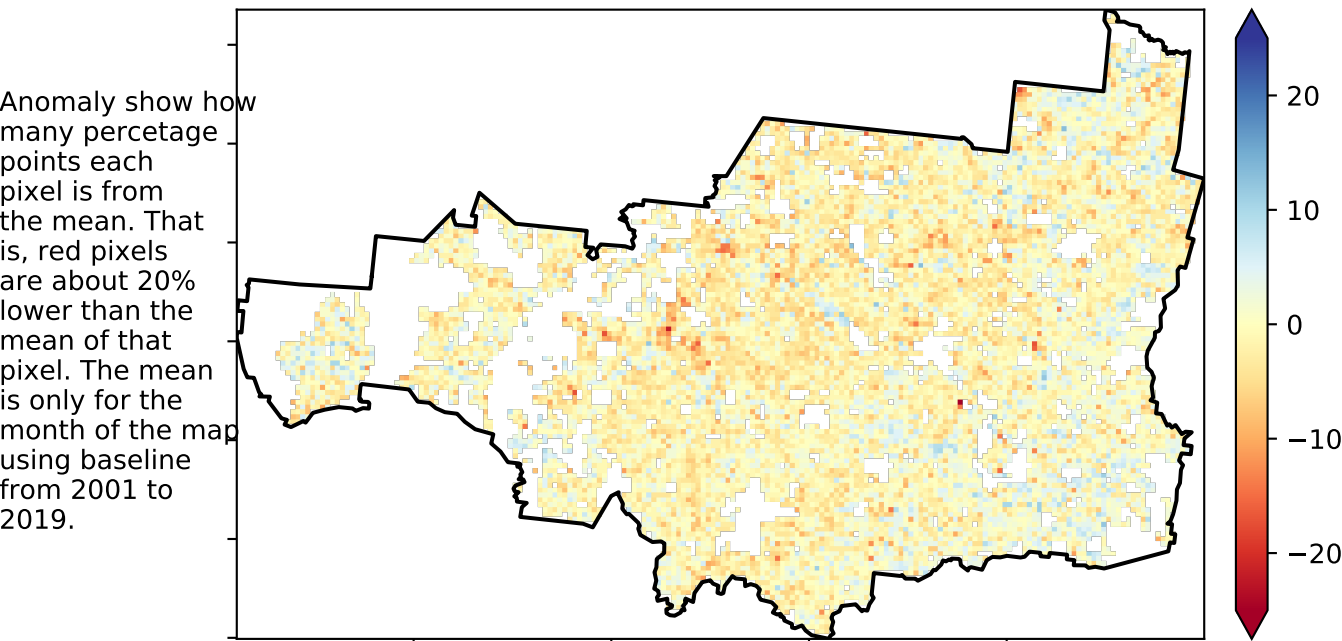 Anomaly show how
many percetage
points each
pixel is from
the mean. That
is, red pixels
are about 20%
lower than the
mean of that
pixel. The mean
is only for the
month of the map
using baseline
from 2001 to
2019.
20
10
0
−10
−20